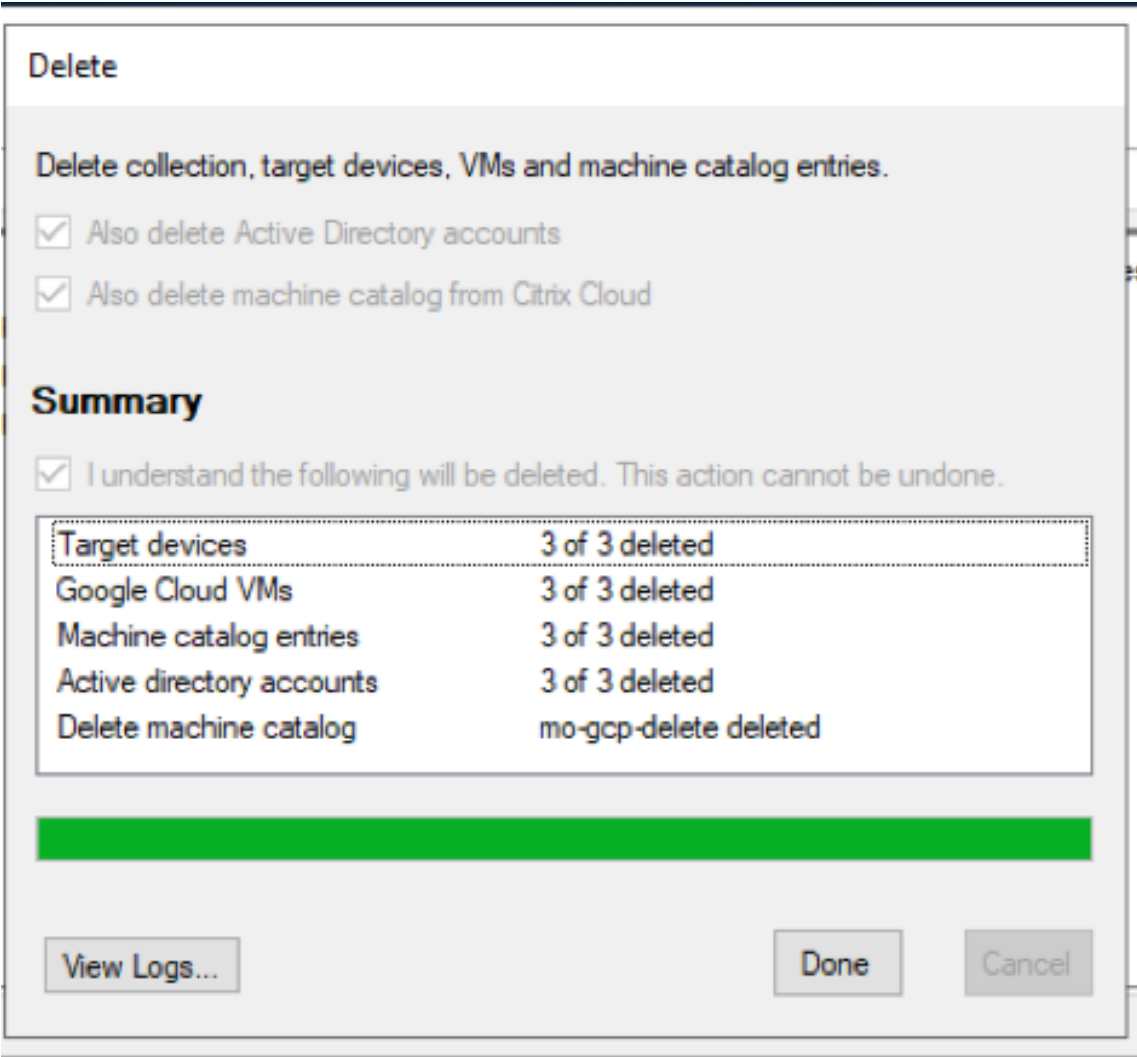 Delete
Delete collection, target devices, VMs and machine catalog entries.
Also delete Active Directory accounts
Also delete machine catalog from Citrix Cloud
Summary
I understand the following will be deleted. This action cannot be undone.
Target devices 3 of 3 deleted
Google Cloud VMs 3 of 3 deleted
Machine catalog entries 3 of 3 deleted
Active directory accounts 3 of 3 deleted
Delete machine catalog mo-gcp-delete deleted
View Logs... Done Cancel